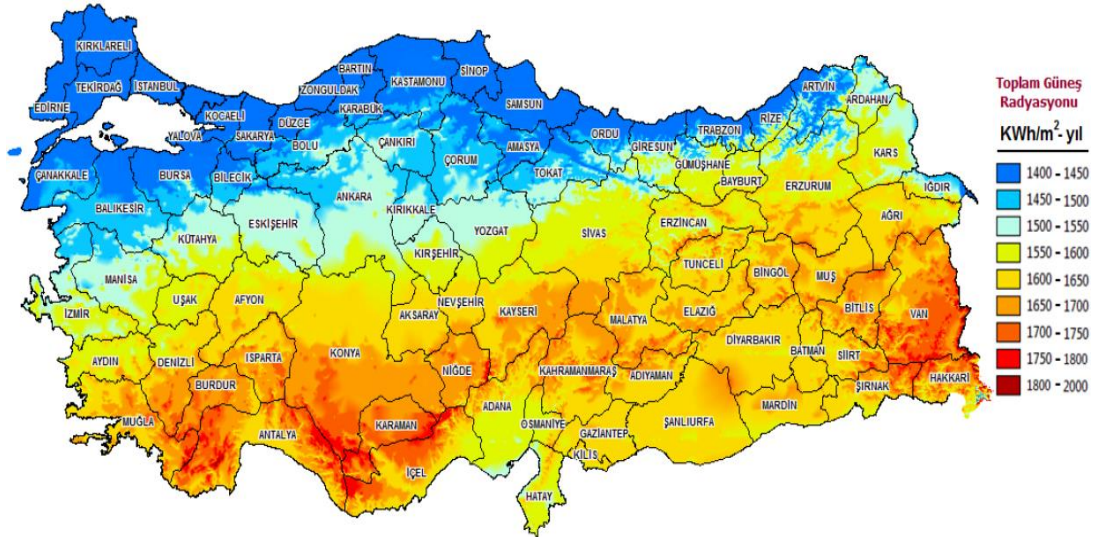 KIRKLARELİ
TEKİRDAĞ
İSTANBUL
EDİRNE
KOCAELİ
YALOVA
SAKARYA
DÜZCE
ZONGULDAK
BARTIN
KARABÜK
KASTAMONU
SİNOP
SAMSUN
BOLU
ÇANKIRI
ÇORUM
AMASYA
TOKAT
ORDU
GİRESUN
TRABZON
RİZE
ARTVİN
ARDAHAN
KARS
GÜMÜŞHANE
BAYBURT
ERZURUM
IĞDIR
AĞRI
ÇANAKKALE
BALIKESİR
BURSA
BİLECİK
KÜTAHYA
ESKİŞEHİR
ANKARA
KIRIKKALE
KIRŞEHİR
YOZGAT
SİVAS
ERZİNCAN
TUNCELİ
BİNGÖL
MUŞ
BİTLİS
VAN
MANİSA
İZMİR
UŞAK
AFYON
AKSARAY
NEVŞEHİR
KAYSERİ
MALATYA
ELAZIĞ
DİYARBAKIR
BATMAN
SİİRT
ŞIRNAK
HAKKARİ
AYDIN
DENİZLİ
ISPARTA
BURDUR
KONYA
NİĞDE
KAHRAMANMARAŞ
ADIYAMAN
MUĞLA
ANTALYA
KARAMAN
İÇEL
ADANA
OSMANİYE
GAZİANTEP
KİLİS
ŞANLIURFA
MARDİN
HATAY
Toplam Güneş
Radyasyonu
KWh/m²- yıl
1400 - 1450
1450 - 1500
1500 - 1550
1550 - 1600
1600 - 1650
1650 - 1700
1700 - 1750
1750 - 1800
1800 - 2000